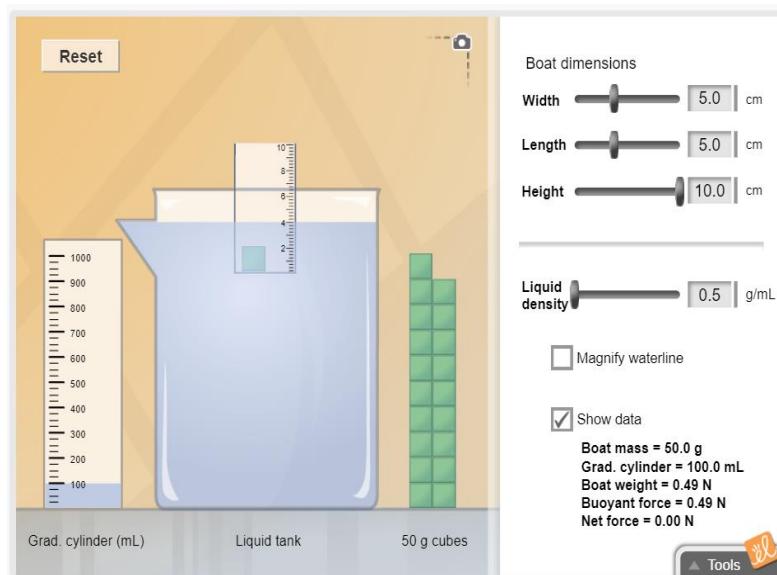 Reset
10
8
6
4
2
1000
900
800
700
600
500
400
300
200
100
Grad. cylinder (mL)
Liquid tank
50 g cubes
Boat dimensions
Width 5.0 cm
Length 5.0 cm
Height 10.0 cm
Liquid density 0.5 g/mL
Magnify waterline
Show data
Boat mass = 50.0 g
Grad. cylinder = 100.0 mL
Boat weight = 0.49 N
Buoyant force = 0.49 N
Net force = 0.00 N
Tools
el